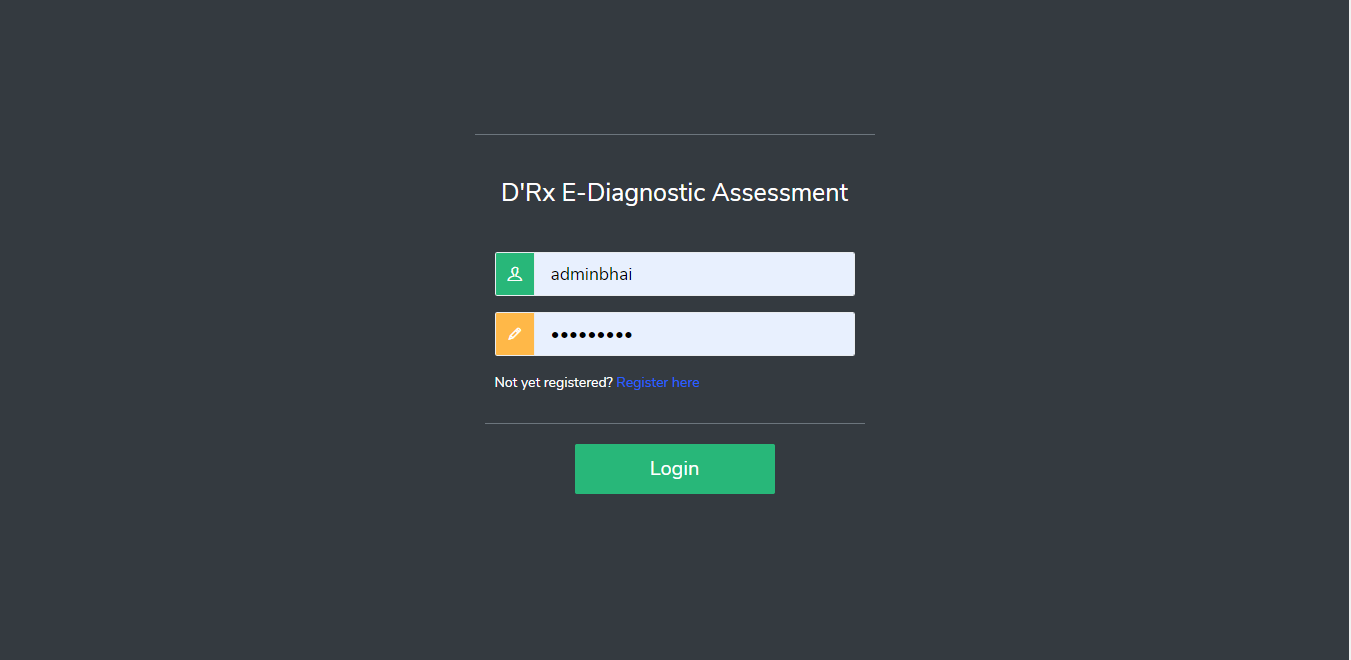 D'Rx E-Diagnostic Assessment
adminbhai
•••••••••
Not yet registered? Register here
Login